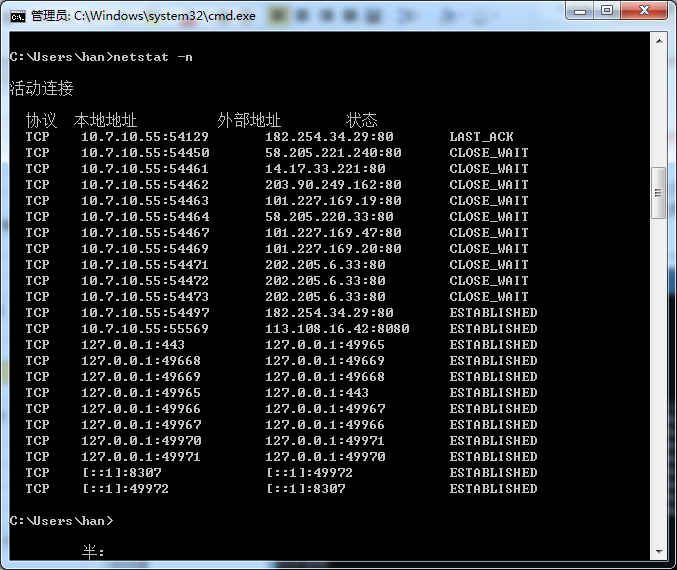 管理员: C:\Windows\system32\cmd.exe
C:\Users\han>netstat -n
活动连接
协议 本地地址 外部地址 状态
TCP 10.7.10.55:54129 182.254.34.29:80 LAST_ACK
TCP 10.7.10.55:54450 58.205.221.240:80 CLOSE_WAIT
TCP 10.7.10.55:54461 14.17.33.221:80 CLOSE_WAIT
TCP 10.7.10.55:54462 203.90.249.162:80 CLOSE_WAIT
TCP 10.7.10.55:54463 101.227.169.19:80 CLOSE_WAIT
TCP 10.7.10.55:54464 58.205.220.33:80 CLOSE_WAIT
TCP 10.7.10.55:54467 101.227.169.47:80 CLOSE_WAIT
TCP 10.7.10.55:54469 101.227.169.20:80 CLOSE_WAIT
TCP 10.7.10.55:54471 202.205.6.33:80 CLOSE_WAIT
TCP 10.7.10.55:54472 202.205.6.33:80 CLOSE_WAIT
TCP 10.7.10.55:54473 202.205.6.33:80 CLOSE_WAIT
TCP 10.7.10.55:54497 182.254.34.29:80 ESTABLISHED
TCP 10.7.10.55:55569 113.108.16.42:8080 ESTABLISHED
TCP 127.0.0.1:443 127.0.0.1:49965 ESTABLISHED
TCP 127.0.0.1:49668 127.0.0.1:49669 ESTABLISHED
TCP 127.0.0.1:49669 127.0.0.1:49668 ESTABLISHED
TCP 127.0.0.1:49965 127.0.0.1:443 ESTABLISHED
TCP 127.0.0.1:49966 127.0.0.1:49967 ESTABLISHED
TCP 127.0.0.1:49967 127.0.0.1:49966 ESTABLISHED
TCP 127.0.0.1:49970 127.0.0.1:49971 ESTABLISHED
TCP 127.0.0.1:49971 127.0.0.1:49970 ESTABLISHED
TCP [::1]:8307 [::1]:49972 ESTABLISHED
TCP [::1]:49972 [::1]:8307 ESTABLISHED
C:\Users\han>
半: